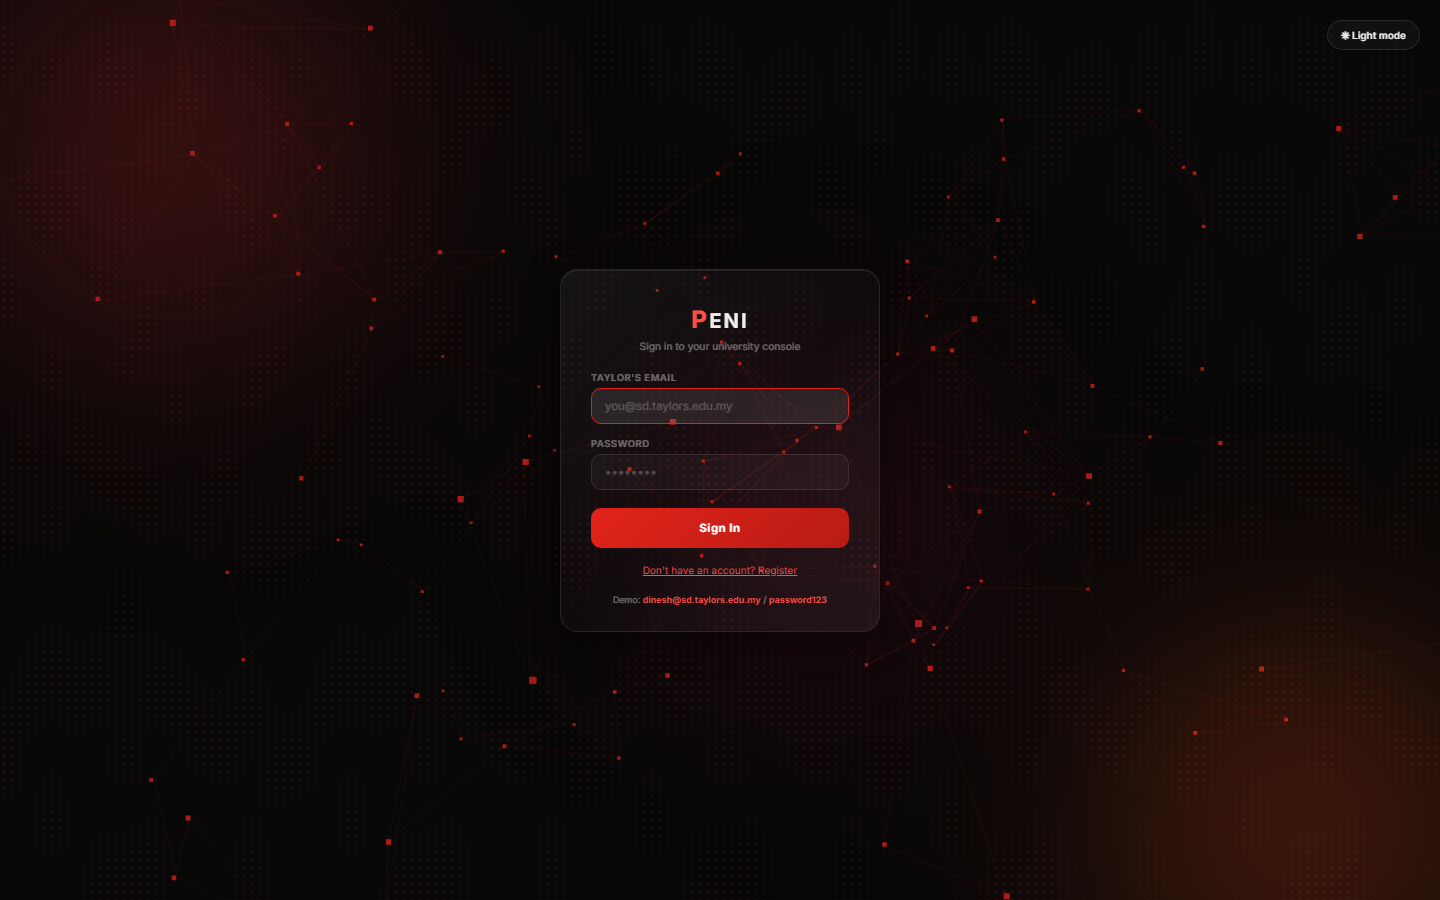 Light mode
PENI
Sign in to your university console
TAYLOR'S EMAIL
you@sd.taylors.edu.my
PASSWORD
••••••••
Sign In
Don't have an account? Register
Demo: dinesh@sd.taylors.edu.my / password123